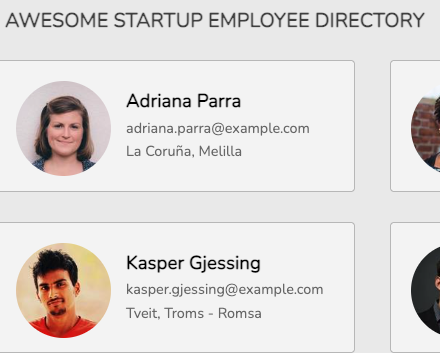 AWESOME STARTUP EMPLOYEE DIRECTORY
Adriana Parra
adriana.parra@example.com
La Coruña, Melilla
Kasper Gjessing
kasper.gjessing@example.com
Tveit, Troms - Romsa